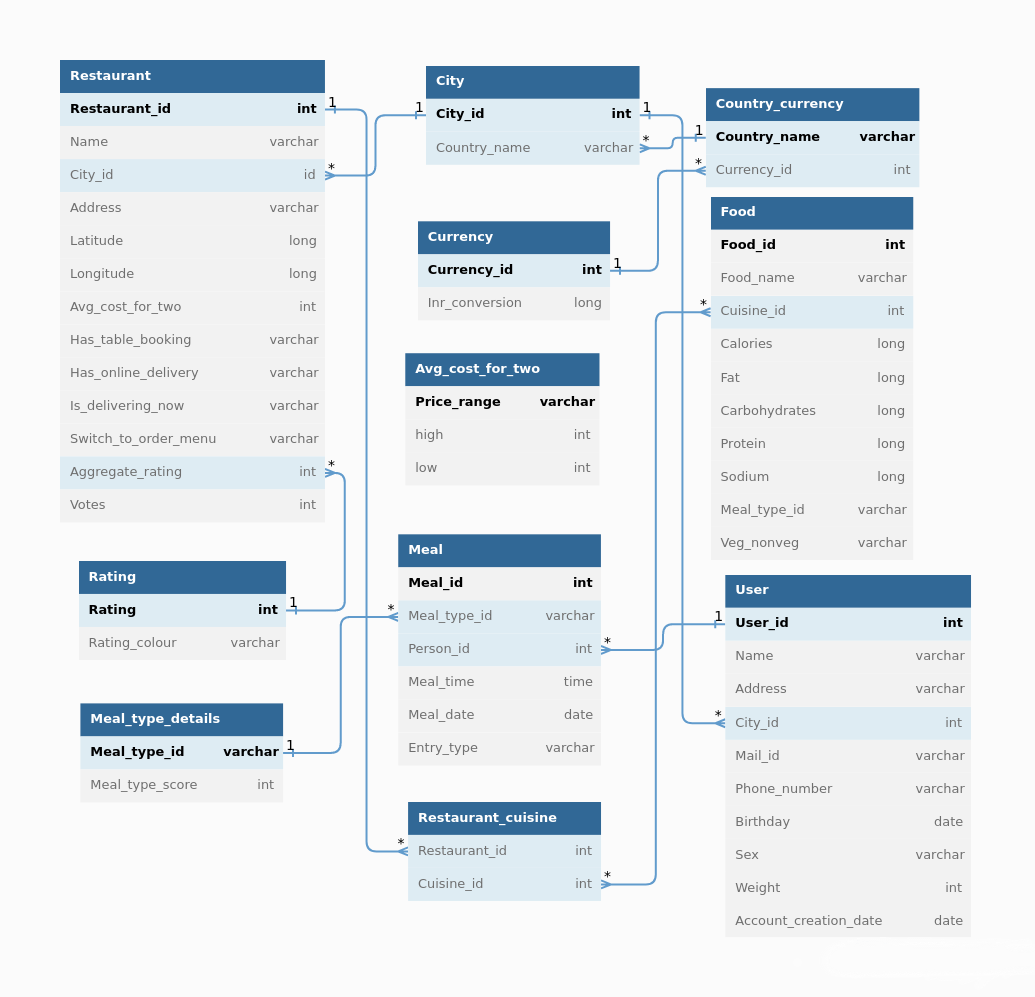 Restaurant
Restaurant_id int 1
Name varchar
City_id id *
Address varchar
Latitude long
Longitude long
Avg_cost_for_two int
Has_table_booking varchar
Has_online_delivery varchar
Is_delivering_now varchar
Switch_to_order_menu varchar
Aggregate_rating int *
Votes int
Rating
Rating int 1
Rating_colour varchar
Meal_type_details
Meal_type_id varchar 1
Meal_type_score int
City
1 City_id int 1
Country_name varchar *
Currency
Currency_id int 1
Inr_conversion long
Avg_cost_for_two
Price_range varchar
high int
low int
Meal
Meal_id int
* Meal_type_id varchar
Person_id int *
Meal_time time
Meal_date date
Entry_type varchar
Restaurant_cuisine
* Restaurant_id int
Cuisine_id int *
Country_currency
1 Country_name varchar
* Currency_id int
Food
Food_id int
Food_name varchar
* Cuisine_id int
Calories long
Fat long
Carbohydrates long
Protein long
Sodium long
Meal_type_id varchar
Veg_nonveg varchar
User
1 User_id int
Name varchar
Address varchar
* City_id int
Mail_id varchar
Phone_number varchar
Birthday date
Sex varchar
Weight int
Account_creation_date date